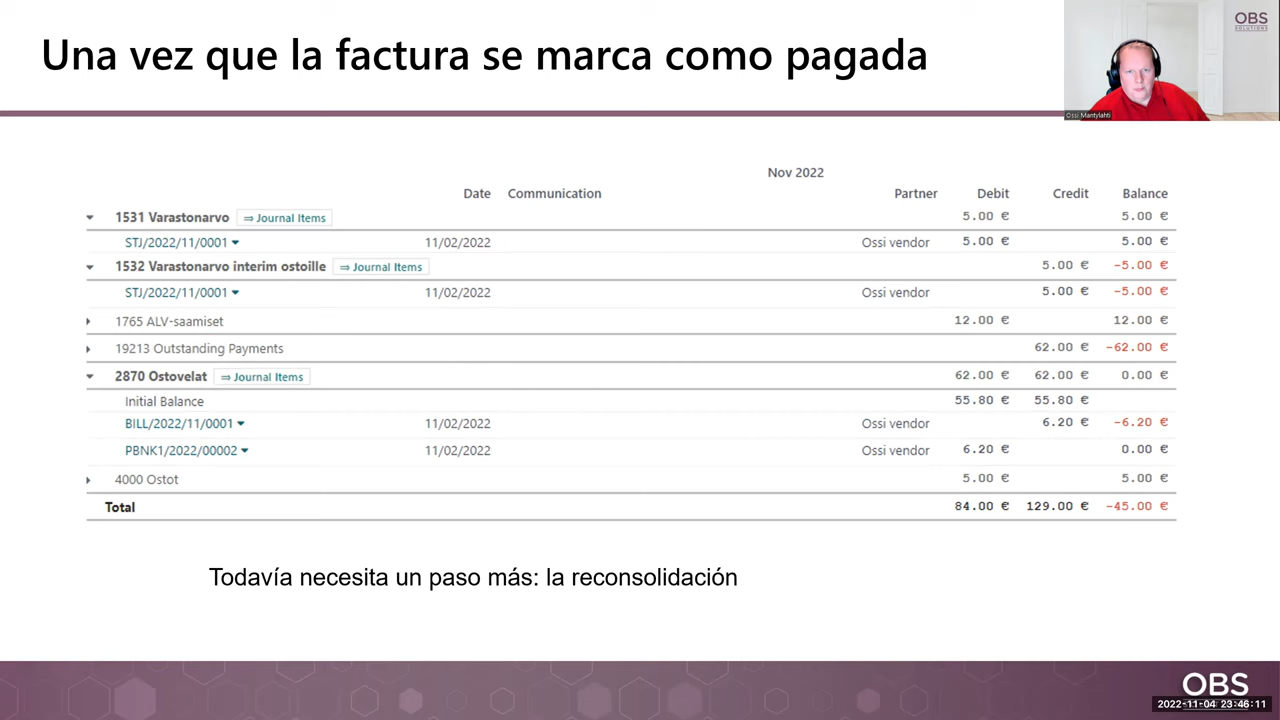 Una vez que la factura se marca como pagada
OBS
SOLUTIONS
Ossi Mantylahti
Nov 2022
Date Communication Partner Debit Credit Balance
1531 Varastonarvo ⇒ Journal Items 5.00 € 5.00 €
STJ/2022/11/0001 11/02/2022 Ossi vendor 5.00 € 5.00 €
1532 Varastonarvo interim ostoille ⇒ Journal Items 5.00 € -5.00 €
STJ/2022/11/0001 11/02/2022 Ossi vendor 5.00 € -5.00 €
1765 ALV-saamiset 12.00 € 12.00 €
19213 Outstanding Payments 62.00 € -62.00 €
2870 Ostovelat ⇒ Journal Items 62.00 € 62.00 € 0.00 €
Initial Balance 55.80 € 55.80 €
BILL/2022/11/0001 11/02/2022 Ossi vendor 6.20 € -6.20 €
PBNK1/2022/00002 11/02/2022 Ossi vendor 6.20 € 0.00 €
4000 Ostot 5.00 € 5.00 €
Total 84.00 € 129.00 € -45.00 €
Todavía necesita un paso más: la reconsolidación
OBS
2022-11-04 23:46:11